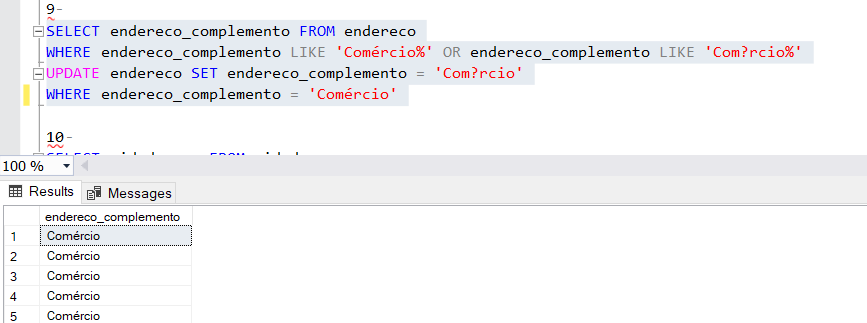 9-
SELECT endereco_complemento FROM endereco
WHERE endereco_complemento LIKE 'Comércio%' OR endereco_complemento LIKE 'Com?rcio%'
UPDATE endereco SET endereco_complemento = 'Com?rcio'
WHERE endereco_complemento = 'Comércio'
10-
100 %
Results Messages
endereco_complemento
1 Comércio
2 Comércio
3 Comércio
4 Comércio
5 Comércio